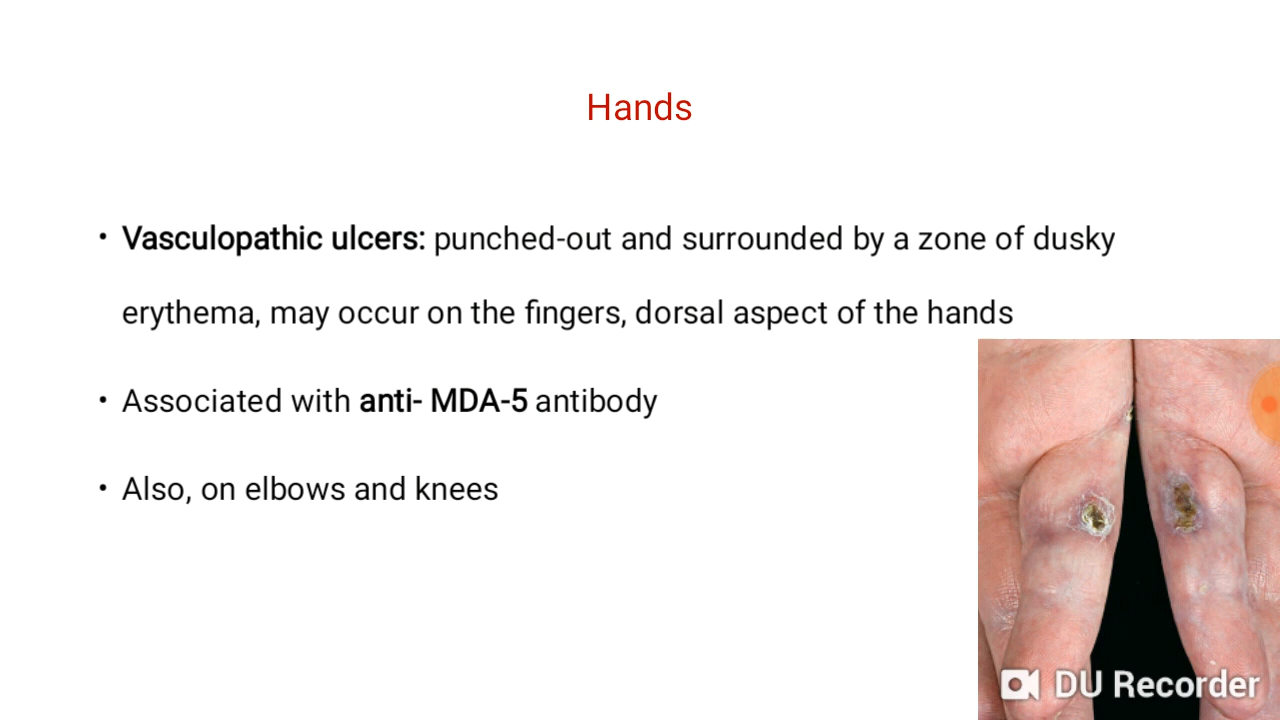 Hands
• Vasculopathic ulcers: punched-out and surrounded by a zone of dusky
erythema, may occur on the fingers, dorsal aspect of the hands
• Associated with anti- MDA-5 antibody
• Also, on elbows and knees
DU Recorder